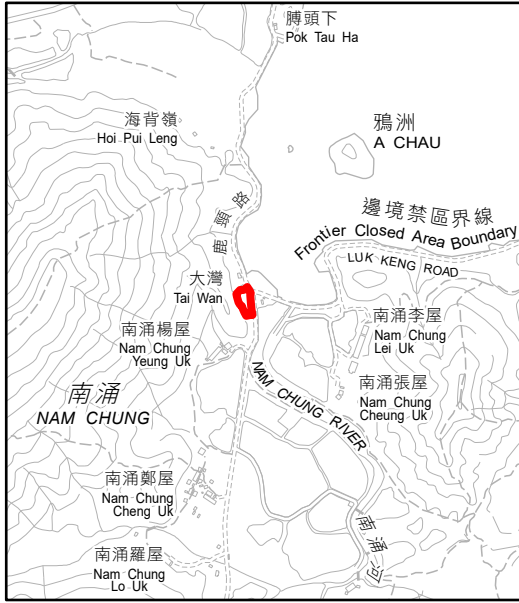 膊頭下
Pok Tau Ha
海背嶺
Hoi Pui Leng
鴉洲
A CHAU
鹿頸路
邊境禁區界線
Frontier Closed Area Boundary
LUK KENG ROAD
大灣
Tai Wan
南涌李屋
Nam Chung
Lei Uk
南涌楊屋
Nam Chung
Yeung Uk
南涌張屋
Nam Chung
Cheung Uk
南涌
NAM CHUNG
NAM CHUNG RIVER
南涌鄭屋
Nam Chung
Cheng Uk
南涌河
南涌羅屋
Nam Chung
Lo Uk